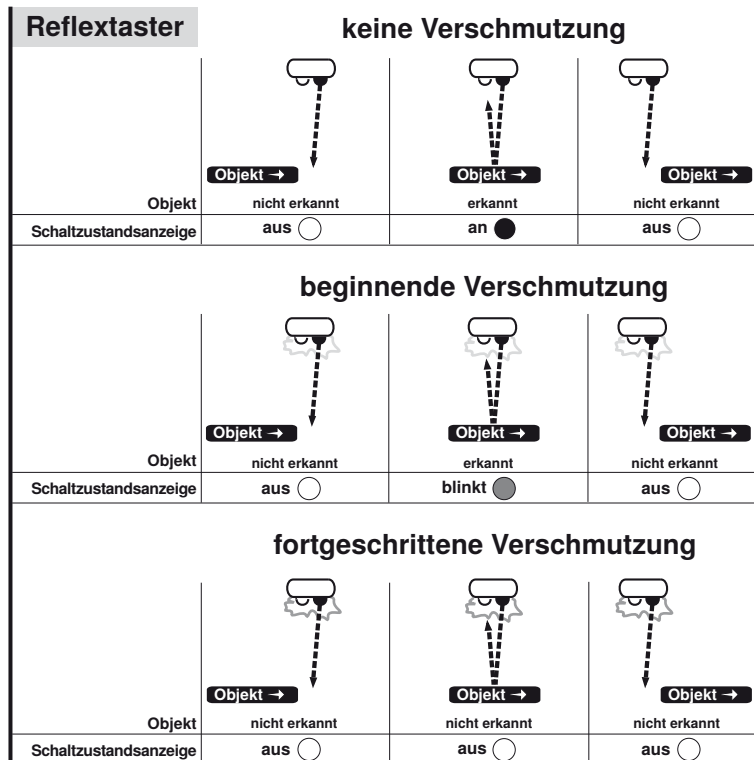 Reflextaster
keine Verschmutzung
Objekt → Objekt → Objekt →
Objekt nicht erkannt erkannt nicht erkannt
Schaltzustandsanzeige aus an aus
beginnende Verschmutzung
Objekt → Objekt → Objekt →
Objekt nicht erkannt erkannt nicht erkannt
Schaltzustandsanzeige aus blinkt aus
fortgeschrittene Verschmutzung
Objekt → Objekt → Objekt →
Objekt nicht erkannt nicht erkannt nicht erkannt
Schaltzustandsanzeige aus aus aus